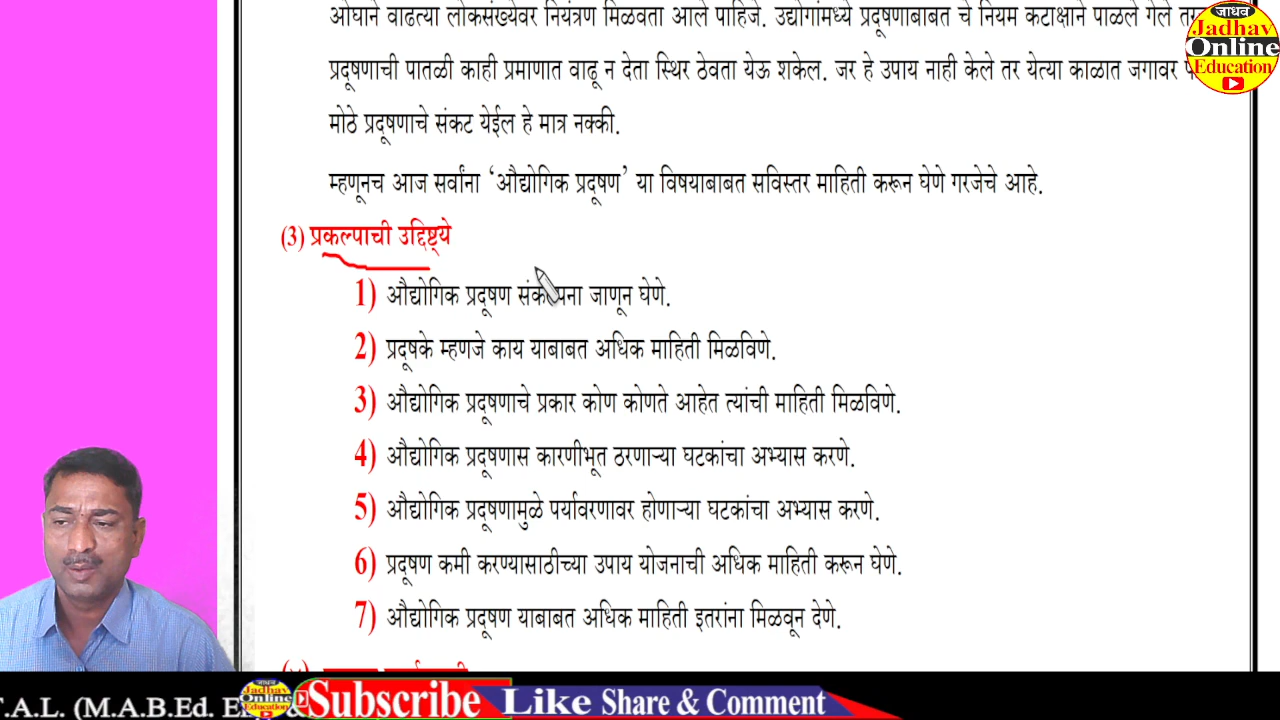 ओघाने वाढत्या लोकसंख्येवर नियंत्रण मिळवता आले पाहिजे. उद्योगांमध्ये प्रदूषणाबाबत चे नियम कटाक्षाने पाळले गेले
प्रदूषणाची पातळी काही प्रमाणात वाढू न देता स्थिर ठेवता येऊ शकेल. जर हे उपाय नाही केले तर येत्या काळात जगावर
मोठे प्रदूषणाचे संकट येईल हे मात्र नक्की.
म्हणूनच आज सर्वांना ‘औद्योगिक प्रदूषण’ या विषयाबाबत सविस्तर माहिती करून घेणे गरजेचे आहे.
(3) प्रकल्पाची उद्दिष्ट्ये
1) औद्योगिक प्रदूषण संकल्पना जाणून घेणे.
2) प्रदूषके म्हणजे काय याबाबत अधिक माहिती मिळविणे.
3) औद्योगिक प्रदूषणाचे प्रकार कोण कोणते आहेत त्यांची माहिती मिळविणे.
4) औद्योगिक प्रदूषणास कारणीभूत ठरणाऱ्या घटकांचा अभ्यास करणे.
5) औद्योगिक प्रदूषणामुळे पर्यावरणावर होणाऱ्या घटकांचा अभ्यास करणे.
6) प्रदूषण कमी करण्यासाठीच्या उपाय योजनाची अधिक माहिती करून घेणे.
7) औद्योगिक प्रदूषण याबाबत अधिक माहिती इतरांना मिळवून देणे.
जाधव
Jadhav
Online
Education
T.A.L. (M.A.B.Ed.
Jadhav
Online
Education
Subscribe
Like Share & Comment